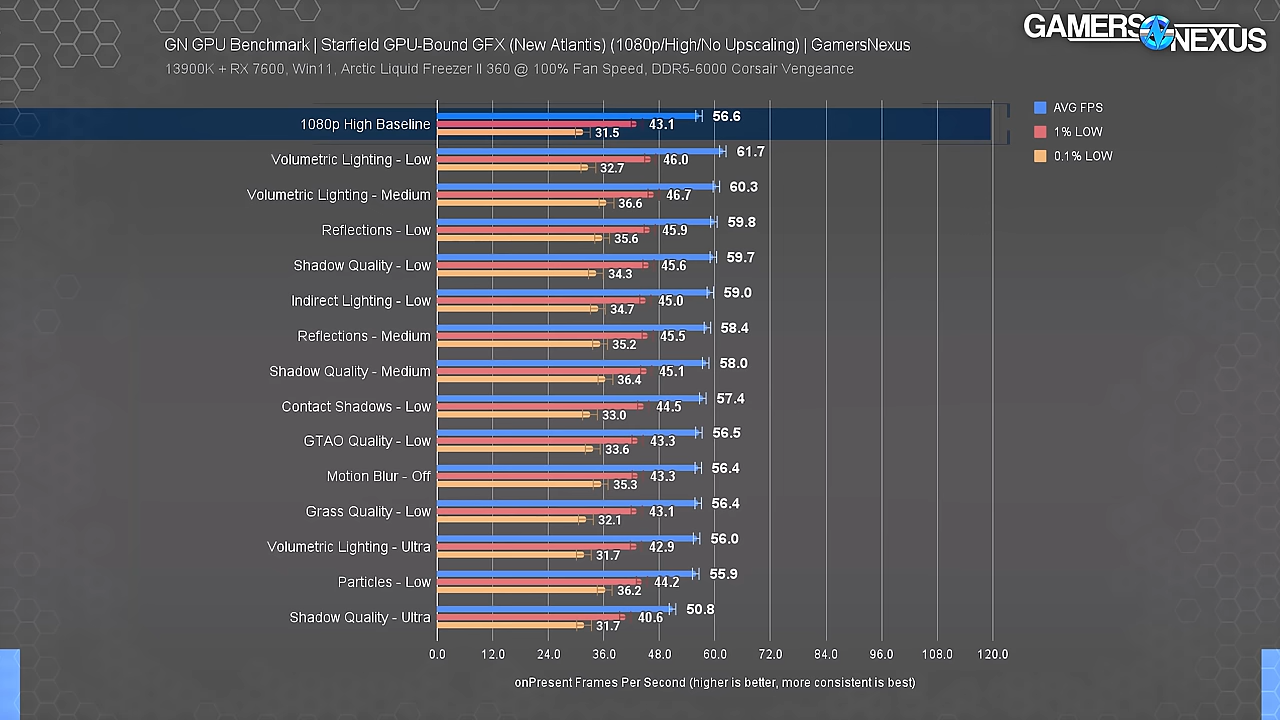 GAMERS NEXUS
GN GPU Benchmark | Starfield GPU-Bound GFX (New Atlantis) (1080p/High/No Upscaling) | GamersNexus
13900K + RX 7600, Win11, Arctic Liquid Freezer II 360 @ 100% Fan Speed, DDR5-6000 Corsair Vengeance
AVG FPS
1% LOW
0.1% LOW
1080p High Baseline 56.6 43.1 31.5
Volumetric Lighting - Low 61.7 46.0 32.7
Volumetric Lighting - Medium 60.3 46.7 36.6
Reflections - Low 59.8 45.9 35.6
Shadow Quality - Low 59.7 45.6 34.3
Indirect Lighting - Low 59.0 45.0 34.7
Reflections - Medium 58.4 45.5 35.2
Shadow Quality - Medium 58.0 45.1 36.4
Contact Shadows - Low 57.4 44.5 33.0
GTAO Quality - Low 56.5 43.3 33.6
Motion Blur - Off 56.4 43.3 35.3
Grass Quality - Low 56.4 43.1 32.1
Volumetric Lighting - Ultra 56.0 42.9 31.7
Particles - Low 55.9 44.2 36.2
Shadow Quality - Ultra 50.8 40.6 31.7
0.0 12.0 24.0 36.0 48.0 60.0 72.0 84.0 96.0 108.0 120.0
onPresent Frames Per Second (higher is better, more consistent is best)